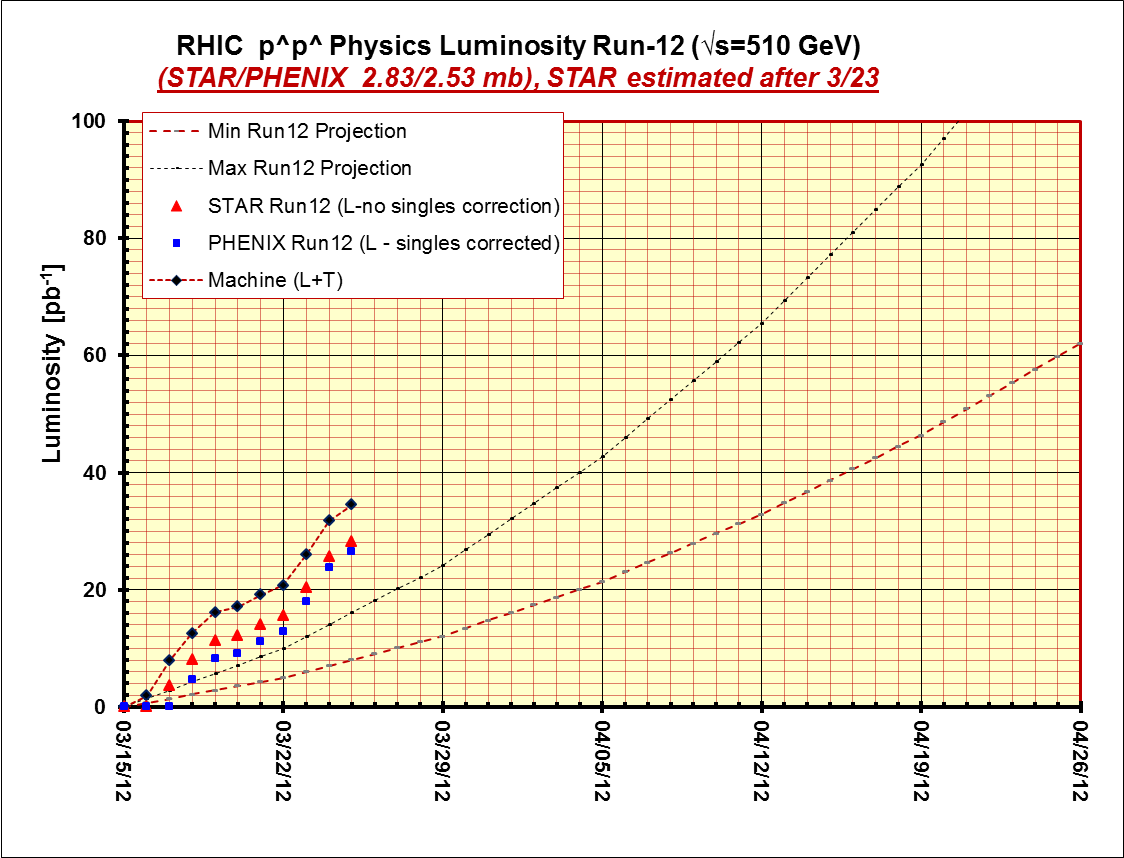 RHIC p^p^ Physics Luminosity Run-12 (√s=510 GeV)
(STAR/PHENIX 2.83/2.53 mb), STAR estimated after 3/23
Min Run12 Projection
Max Run12 Projection
STAR Run12 (L-no singles correction)
PHENIX Run12 (L - singles corrected)
Machine (L+T)
Luminosity [pb-1]
100
80
60
40
20
0
03/15/12
03/22/12
03/29/12
04/05/12
04/12/12
04/19/12
04/26/12